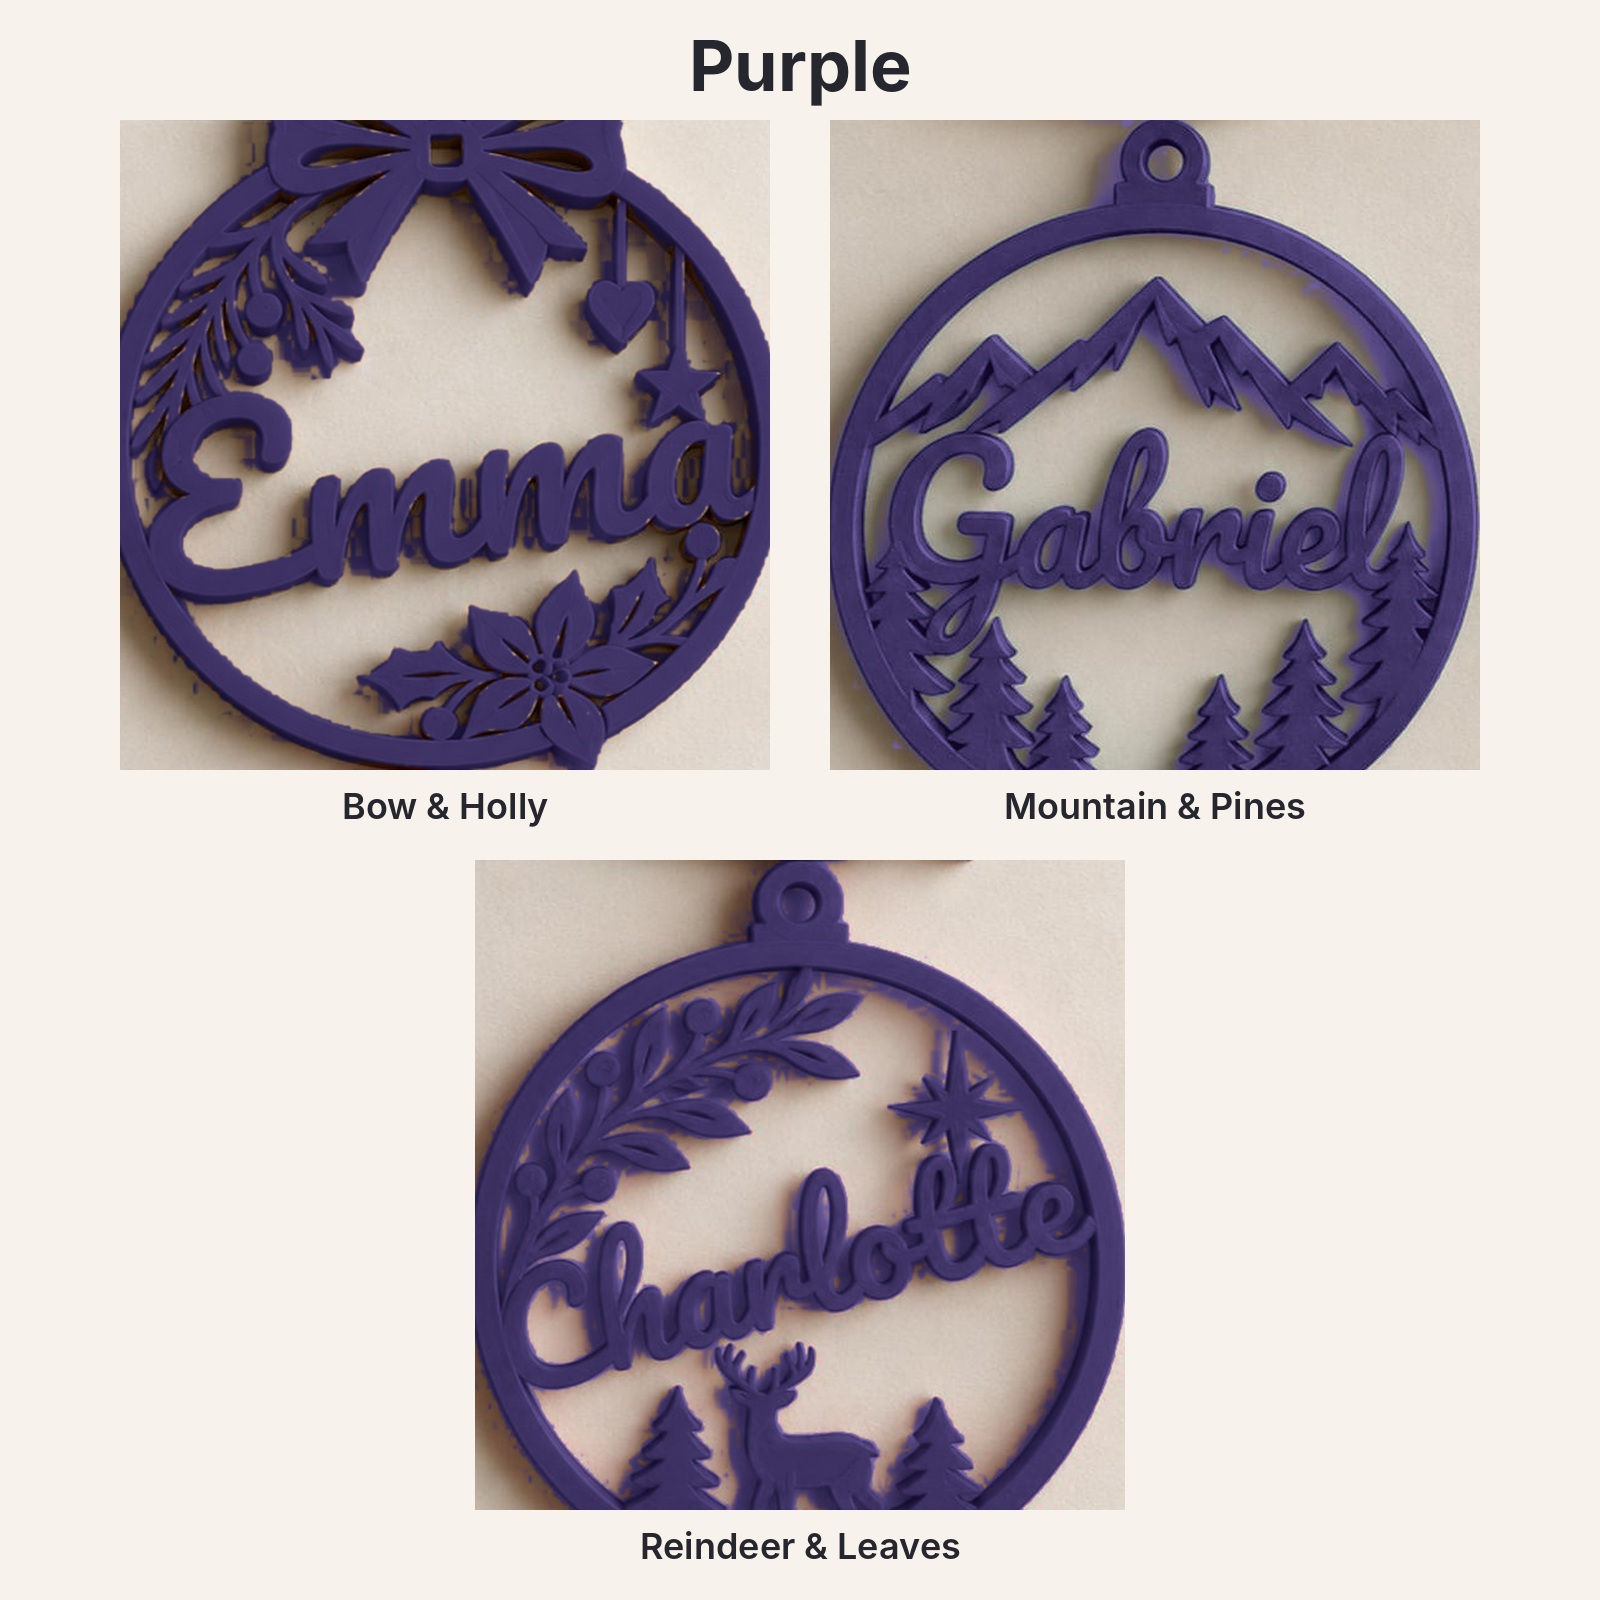 Purple
Emma
Gabriel
Bow & Holly
Mountain & Pines
Charlotte
Reindeer & Leaves